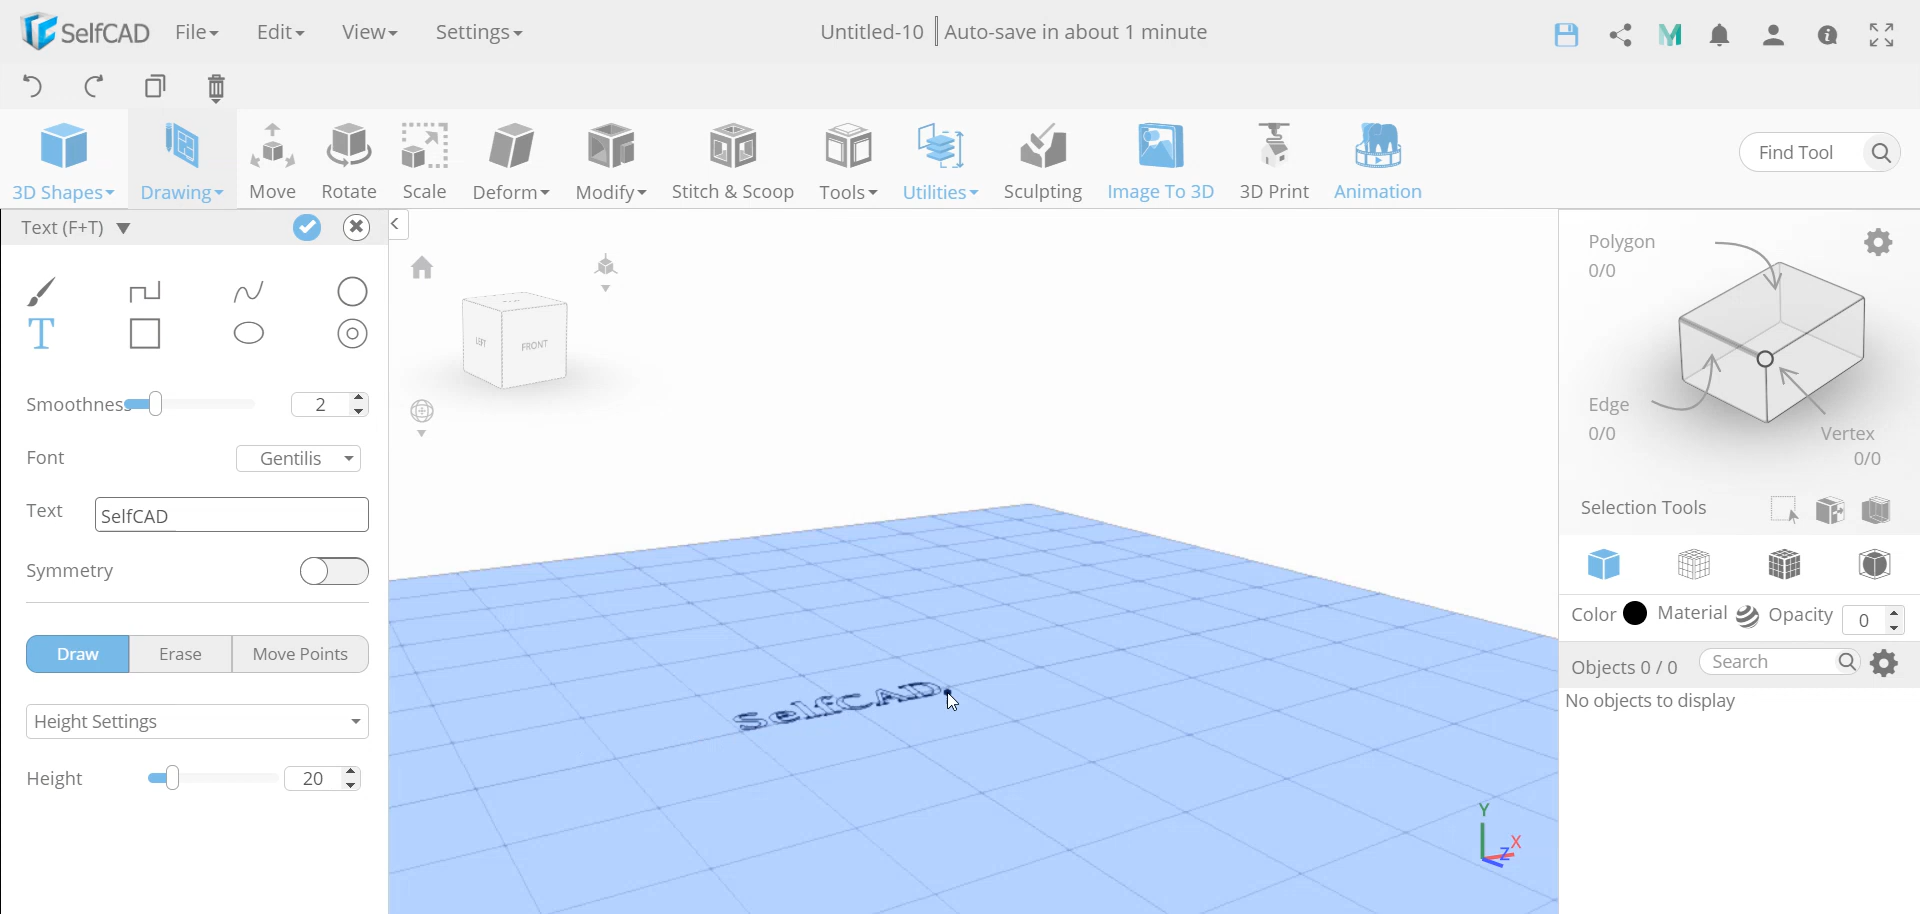 SelfCAD File Edit View Settings Untitled-10 Auto-save in about 1 minute
3D Shapes Drawing Move Rotate Scale Deform Modify Stitch & Scoop Tools Utilities Sculpting Image To 3D 3D Print Animation Find Tool
Text (F+T)
T
Smoothness 2
Font Gentilis
Text SelfCAD
Symmetry
Draw Erase Move Points
Height Settings
Height 20
LEFT FRONT
SelfCAD
Y
X
Z
Polygon
0/0
Edge
0/0
Vertex
0/0
Selection Tools
Color Material Opacity 0
Objects 0 / 0 Search
No objects to display